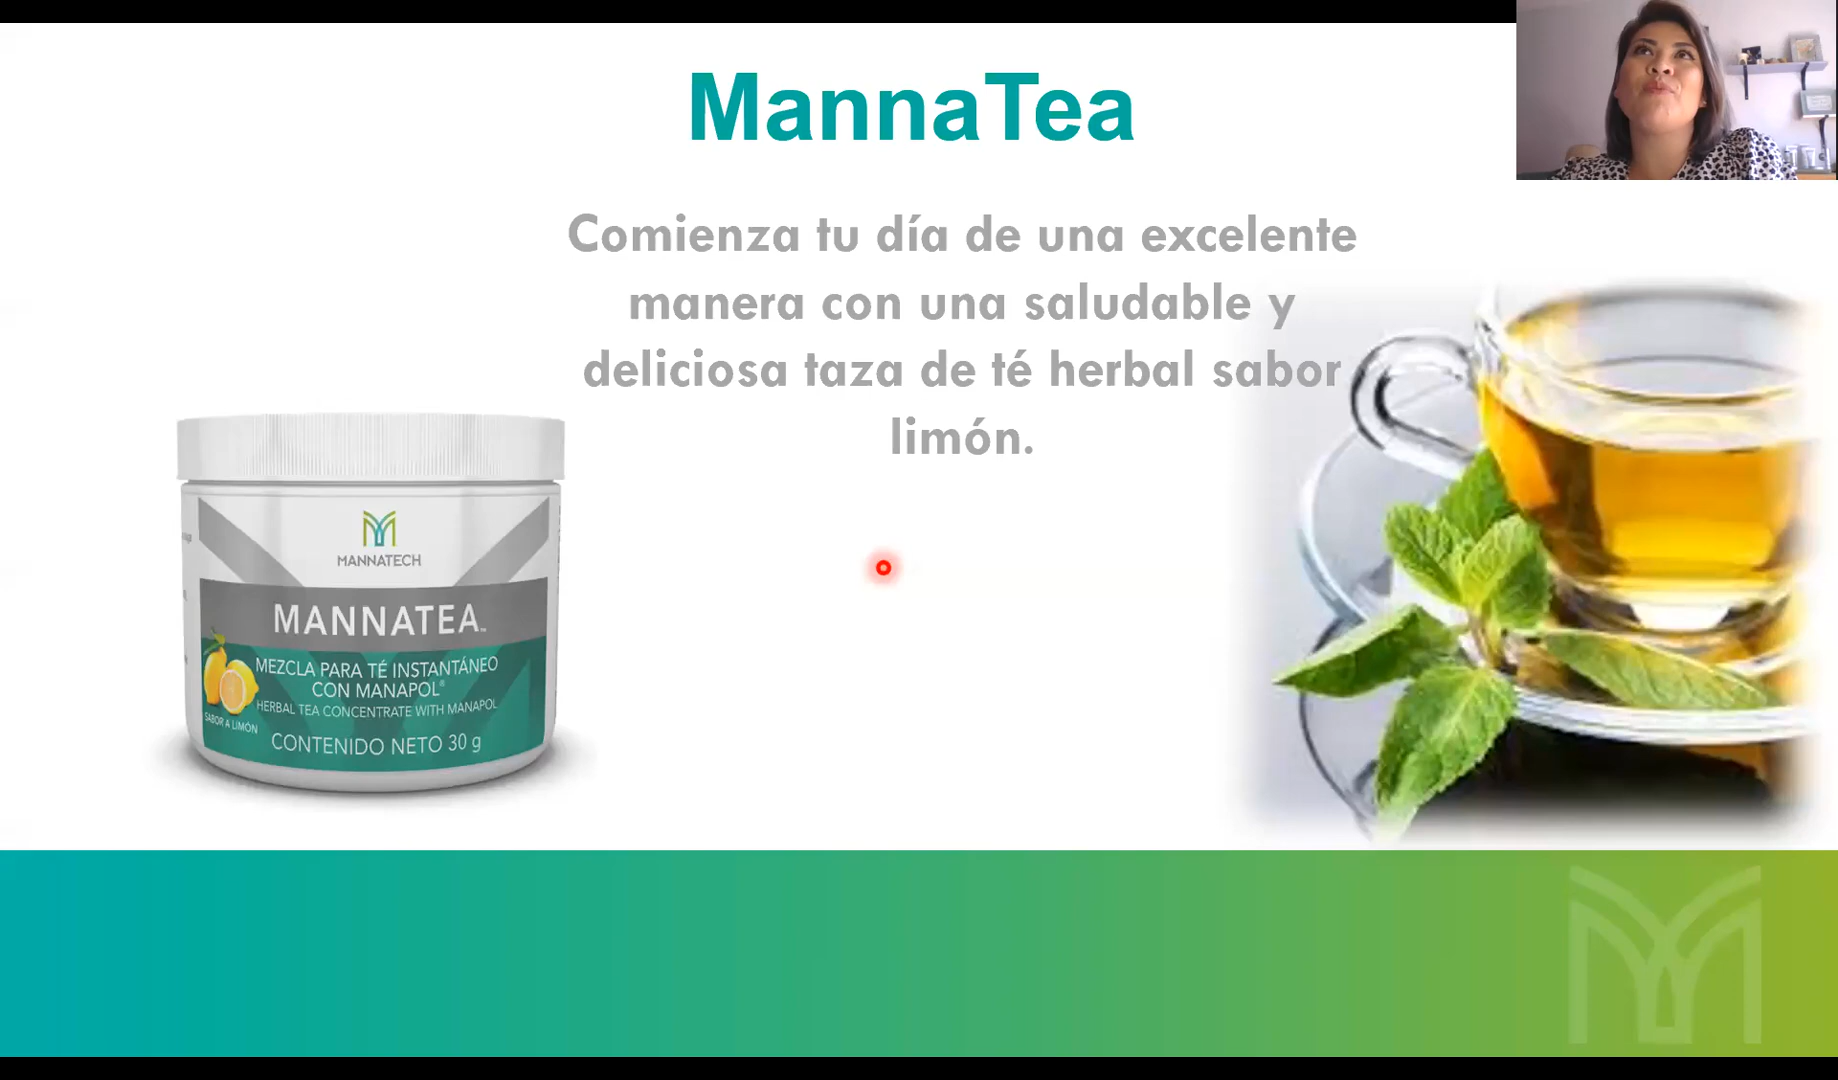 MannaTea
Comienza tu día de una excelente
manera con una saludable y
deliciosa taza de té herbal sabor
limón.
MANNATECH
MANNATEA™
MEZCLA PARA TÉ INSTANTÁNEO
CON MANAPOL®
HERBAL TEA CONCENTRATE WITH MANAPOL
SABOR A LIMÓN
CONTENIDO NETO 30 g